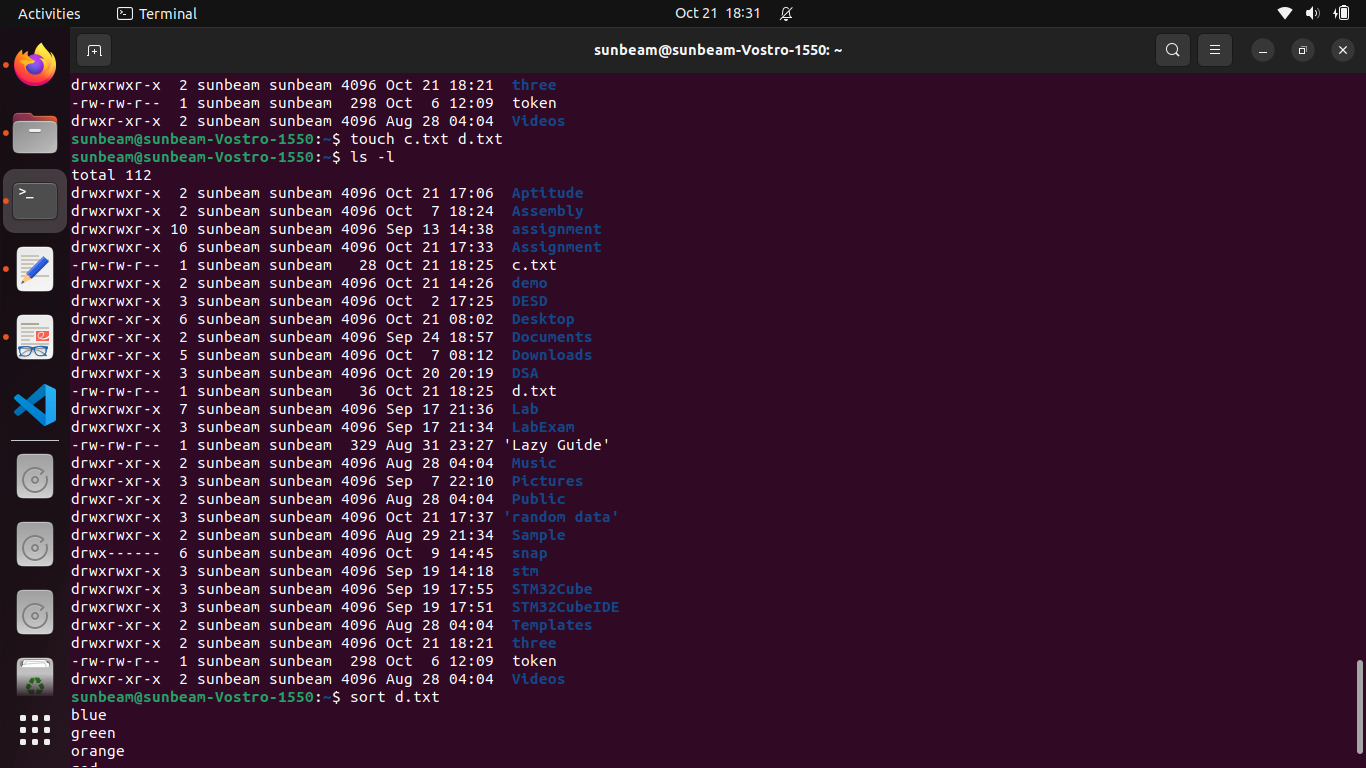 Activities Terminal Oct 21 18:31
sunbeam@sunbeam-Vostro-1550: ~
drwxrwxr-x  2 sunbeam sunbeam 4096 Oct 21 18:21  three
-rw-rw-r--  1 sunbeam sunbeam  298 Oct  6 12:09  token
drwxr-xr-x  2 sunbeam sunbeam 4096 Aug 28 04:04  Videos
sunbeam@sunbeam-Vostro-1550:~$ touch c.txt d.txt
sunbeam@sunbeam-Vostro-1550:~$ ls -l
total 112
drwxrwxr-x  2 sunbeam sunbeam 4096 Oct 21 17:06  Aptitude
drwxrwxr-x  2 sunbeam sunbeam 4096 Oct  7 18:24  Assembly
drwxrwxr-x 10 sunbeam sunbeam 4096 Sep 13 14:38  assignment
drwxrwxr-x  6 sunbeam sunbeam 4096 Oct 21 17:33  Assignment
-rw-rw-r--  1 sunbeam sunbeam   28 Oct 21 18:25  c.txt
drwxrwxr-x  2 sunbeam sunbeam 4096 Oct 21 14:26  demo
drwxrwxr-x  3 sunbeam sunbeam 4096 Oct  2 17:25  DESD
drwxr-xr-x  6 sunbeam sunbeam 4096 Oct 21 08:02  Desktop
drwxr-xr-x  2 sunbeam sunbeam 4096 Sep 24 18:57  Documents
drwxr-xr-x  5 sunbeam sunbeam 4096 Oct  7 08:12  Downloads
drwxrwxr-x  3 sunbeam sunbeam 4096 Oct 20 20:19  DSA
-rw-rw-r--  1 sunbeam sunbeam   36 Oct 21 18:25  d.txt
drwxrwxr-x  7 sunbeam sunbeam 4096 Sep 17 21:36  Lab
drwxrwxr-x  3 sunbeam sunbeam 4096 Sep 17 21:34  LabExam
-rw-rw-r--  1 sunbeam sunbeam  329 Aug 31 23:27 'Lazy Guide'
drwxr-xr-x  2 sunbeam sunbeam 4096 Aug 28 04:04  Music
drwxr-xr-x  3 sunbeam sunbeam 4096 Sep  7 22:10  Pictures
drwxr-xr-x  2 sunbeam sunbeam 4096 Aug 28 04:04  Public
drwxrwxr-x  3 sunbeam sunbeam 4096 Oct 21 17:37 'random data'
drwxrwxr-x  2 sunbeam sunbeam 4096 Aug 29 21:34  Sample
drwx------  6 sunbeam sunbeam 4096 Oct  9 14:45  snap
drwxrwxr-x  3 sunbeam sunbeam 4096 Sep 19 14:18  stm
drwxrwxr-x  3 sunbeam sunbeam 4096 Sep 19 17:55  STM32Cube
drwxrwxr-x  3 sunbeam sunbeam 4096 Sep 19 17:51  STM32CubeIDE
drwxr-xr-x  2 sunbeam sunbeam 4096 Aug 28 04:04  Templates
drwxrwxr-x  2 sunbeam sunbeam 4096 Oct 21 18:21  three
-rw-rw-r--  1 sunbeam sunbeam  298 Oct  6 12:09  token
drwxr-xr-x  2 sunbeam sunbeam 4096 Aug 28 04:04  Videos
sunbeam@sunbeam-Vostro-1550:~$ sort d.txt
blue
green
orange